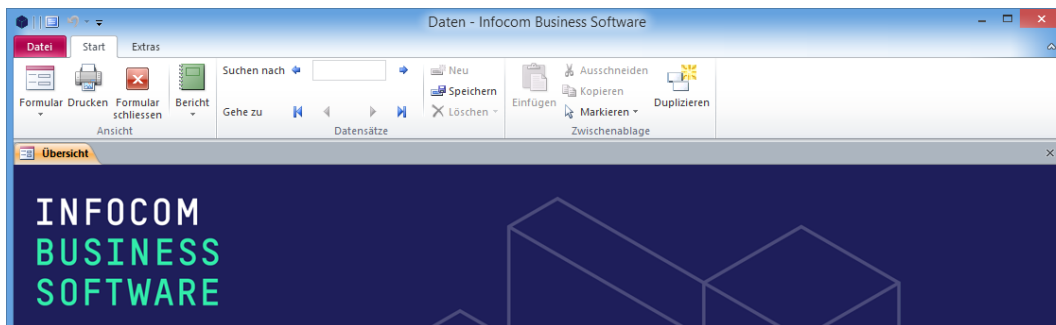 Daten - Infocom Business Software
Datei Start Extras
Formular Drucken Formular schliessen Bericht
Ansicht
Suchen nach
Gehe zu
Datensätze
Neu
Speichern
Löschen
Einfügen
Ausschneiden
Kopieren
Markieren
Duplizieren
Zwischenablage
Übersicht
INFOCOM
BUSINESS
SOFTWARE